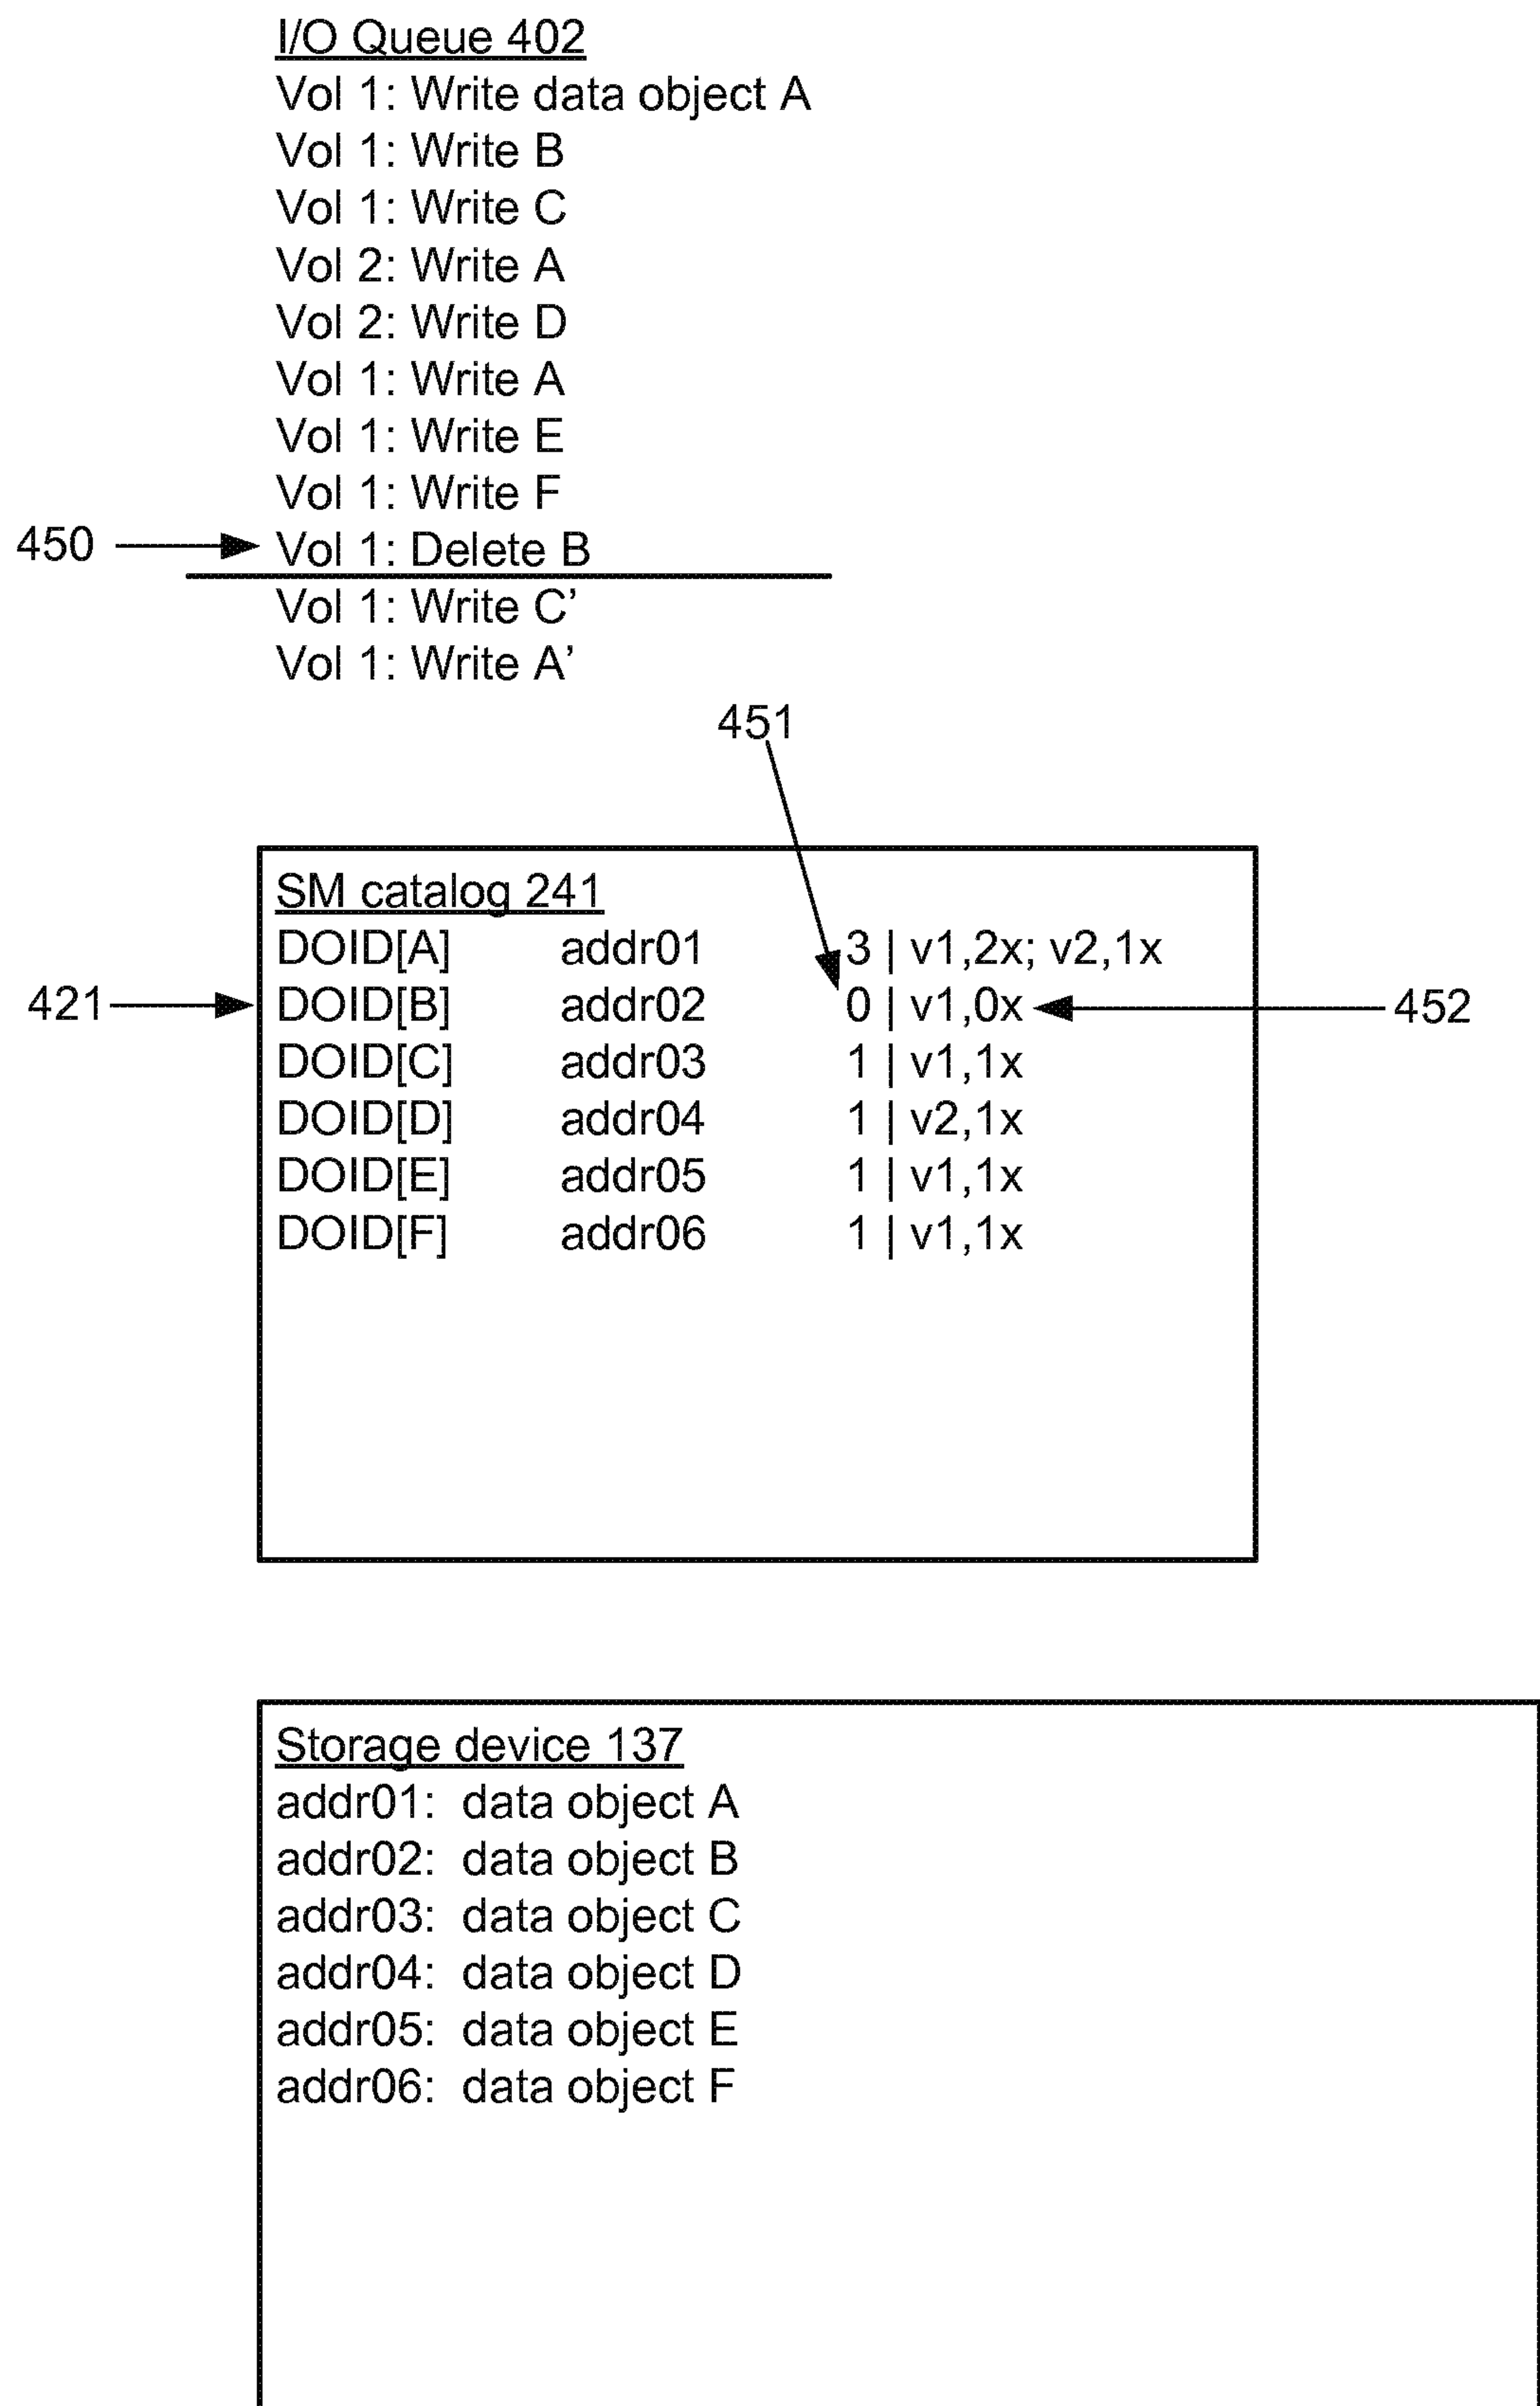 I/O Queue 402
Vol 1: Write data object A
Vol 1: Write B
Vol 1: Write C
Vol 2: Write A
Vol 2: Write D
Vol 1: Write A
Vol 1: Write E
Vol 1: Write F
450 Vol 1: Delete B
Vol 1: Write C’
Vol 1: Write A’
451
SM catalog 241
DOID[A] addr01 3 | v1,2x; v2,1x
421 DOID[B] addr02 0 | v1,0x 452
DOID[C] addr03 1 | v1,1x
DOID[D] addr04 1 | v2,1x
DOID[E] addr05 1 | v1,1x
DOID[F] addr06 1 | v1,1x
Storage device 137
addr01: data object A
addr02: data object B
addr03: data object C
addr04: data object D
addr05: data object E
addr06: data object F